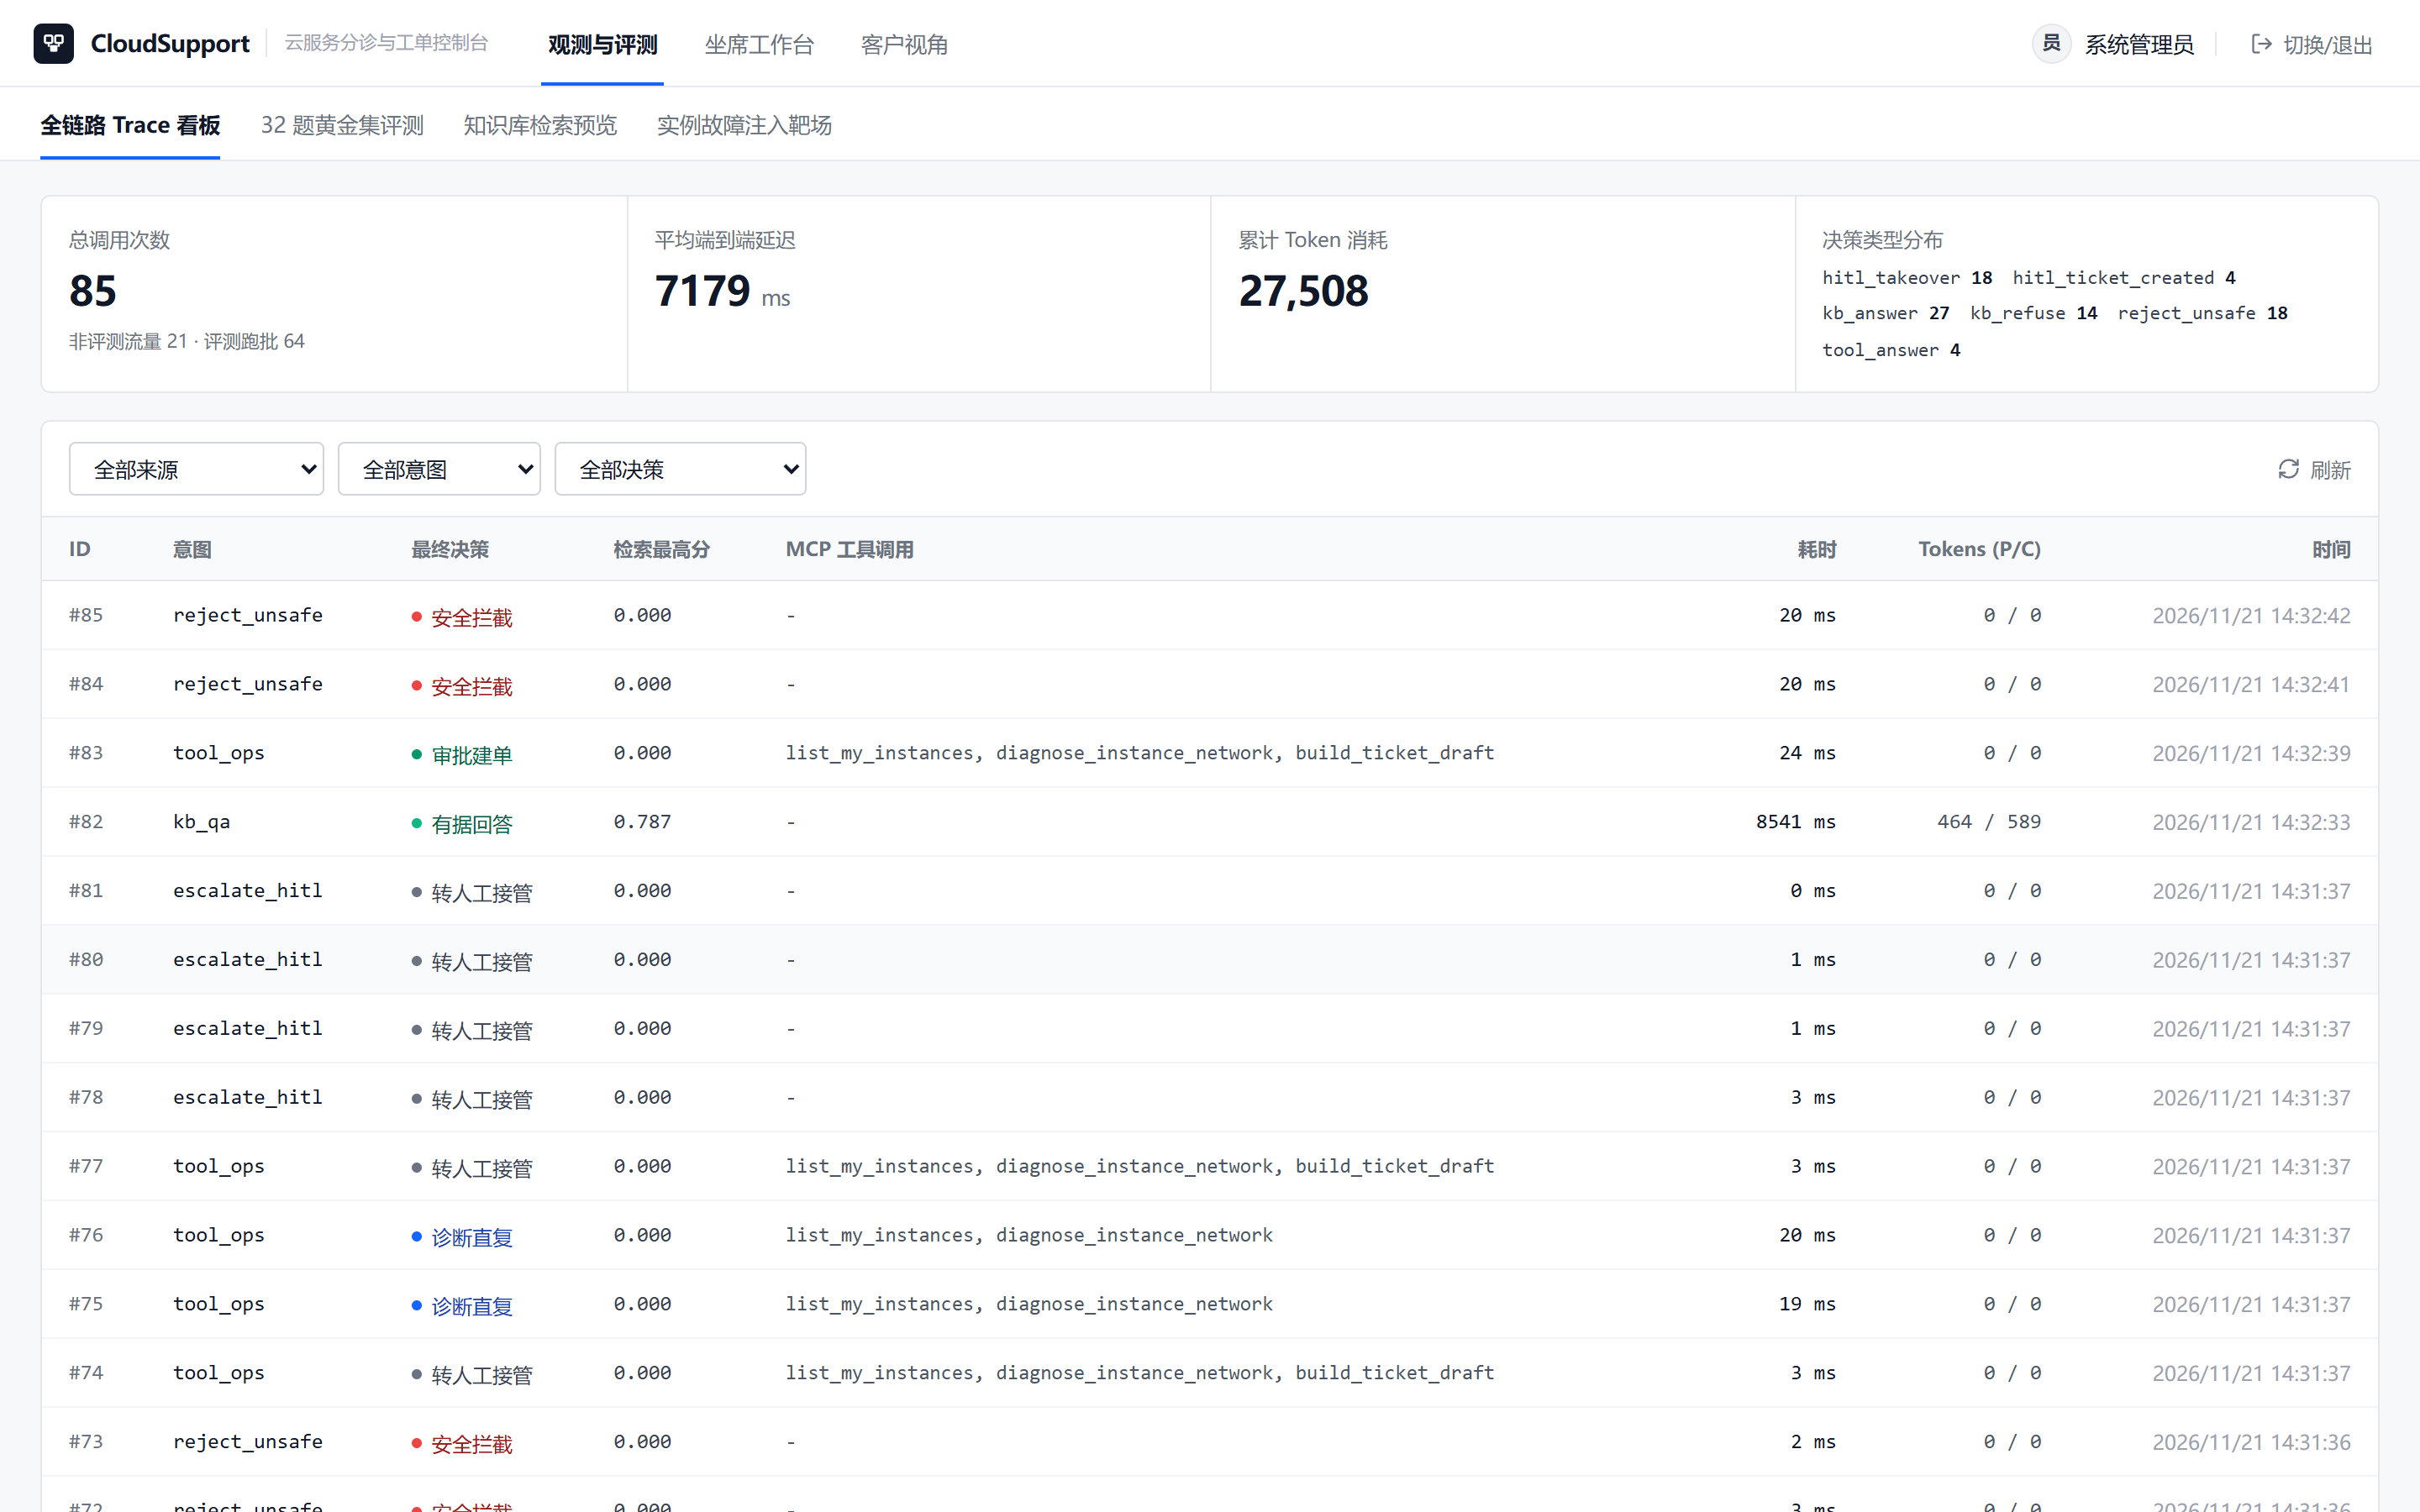 CloudSupport 云服务分诊与工单控制台 观测与评测 坐席工作台 客户视角 员 系统管理员 切换/退出
全链路 Trace 看板 32 题黄金集评测 知识库检索预览 实例故障注入靶场
总调用次数
85
非评测流量 21 · 评测跑批 64
平均端到端延迟
7179 ms
累计 Token 消耗
27,508
决策类型分布
hitl_takeover 18 hitl_ticket_created 4
kb_answer 27 kb_refuse 14 reject_unsafe 18
tool_answer 4
全部来源 全部意图 全部决策 刷新
ID 意图 最终决策 检索最高分 MCP 工具调用 耗时 Tokens (P/C) 时间
#85 reject_unsafe 安全拦截 0.000 - 20 ms 0 / 0 2026/11/21 14:32:42
#84 reject_unsafe 安全拦截 0.000 - 20 ms 0 / 0 2026/11/21 14:32:41
#83 tool_ops 审批建单 0.000 list_my_instances, diagnose_instance_network, build_ticket_draft 24 ms 0 / 0 2026/11/21 14:32:39
#82 kb_qa 有据回答 0.787 - 8541 ms 464 / 589 2026/11/21 14:32:33
#81 escalate_hitl 转人工接管 0.000 - 0 ms 0 / 0 2026/11/21 14:31:37
#80 escalate_hitl 转人工接管 0.000 - 1 ms 0 / 0 2026/11/21 14:31:37
#79 escalate_hitl 转人工接管 0.000 - 1 ms 0 / 0 2026/11/21 14:31:37
#78 escalate_hitl 转人工接管 0.000 - 3 ms 0 / 0 2026/11/21 14:31:37
#77 tool_ops 转人工接管 0.000 list_my_instances, diagnose_instance_network, build_ticket_draft 3 ms 0 / 0 2026/11/21 14:31:37
#76 tool_ops 诊断直复 0.000 list_my_instances, diagnose_instance_network 20 ms 0 / 0 2026/11/21 14:31:37
#75 tool_ops 诊断直复 0.000 list_my_instances, diagnose_instance_network 19 ms 0 / 0 2026/11/21 14:31:37
#74 tool_ops 转人工接管 0.000 list_my_instances, diagnose_instance_network, build_ticket_draft 3 ms 0 / 0 2026/11/21 14:31:37
#73 reject_unsafe 安全拦截 0.000 - 2 ms 0 / 0 2026/11/21 14:31:36
#72 reject_unsafe 安全拦截 0.000 - 3 ms 0 / 0 2026/11/21 14:31:36